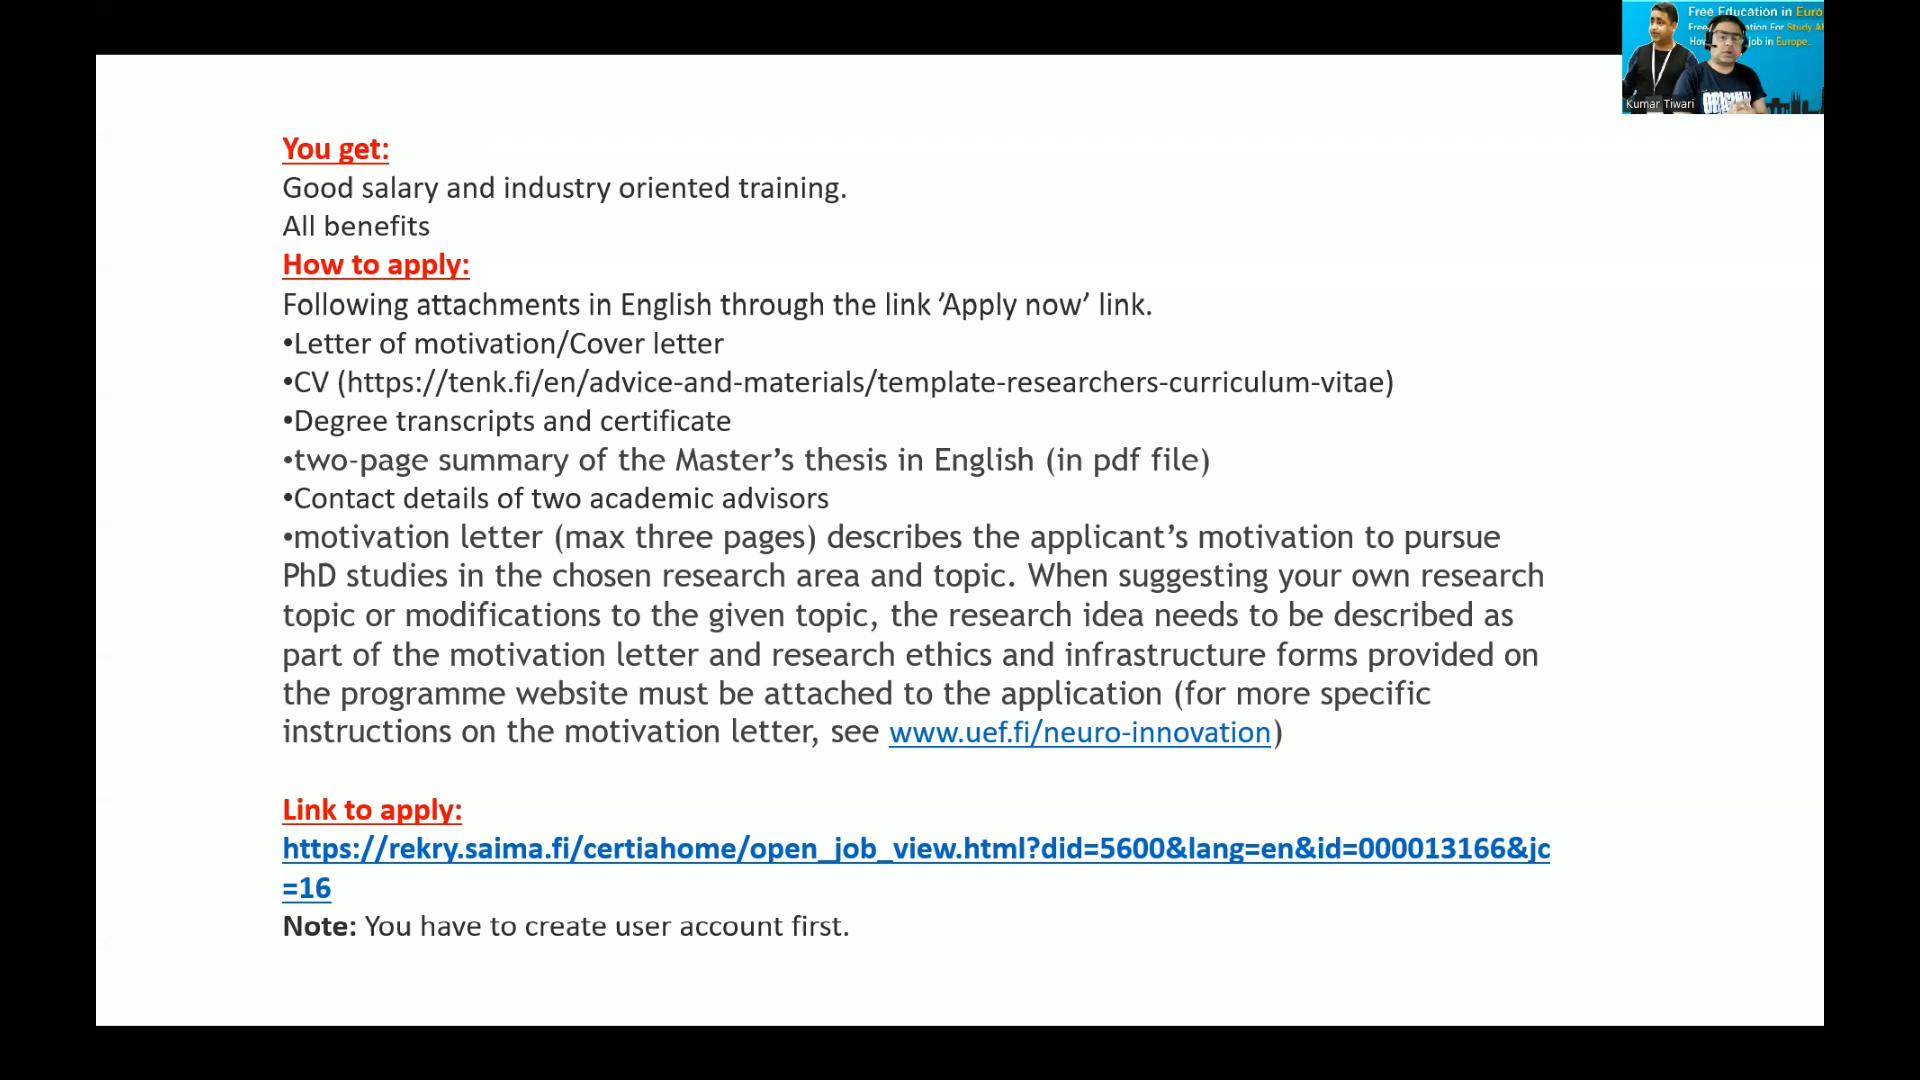 Free Education in Euro
Study A
job in Europe..
Kumar Tiwari
You get:
Good salary and industry oriented training.
All benefits
How to apply:
Following attachments in English through the link ’Apply now’ link.
•Letter of motivation/Cover letter
•CV (https://tenk.fi/en/advice-and-materials/template-researchers-curriculum-vitae)
•Degree transcripts and certificate
•two-page summary of the Master’s thesis in English (in pdf file)
•Contact details of two academic advisors
•motivation letter (max three pages) describes the applicant’s motivation to pursue
PhD studies in the chosen research area and topic. When suggesting your own research
topic or modifications to the given topic, the research idea needs to be described as
part of the motivation letter and research ethics and infrastructure forms provided on
the programme website must be attached to the application (for more specific
instructions on the motivation letter, see www.uef.fi/neuro-innovation)
Link to apply:
https://rekry.saima.fi/certiahome/open_job_view.html?did=5600&lang=en&id=000013166&jc
=16
Note: You have to create user account first.